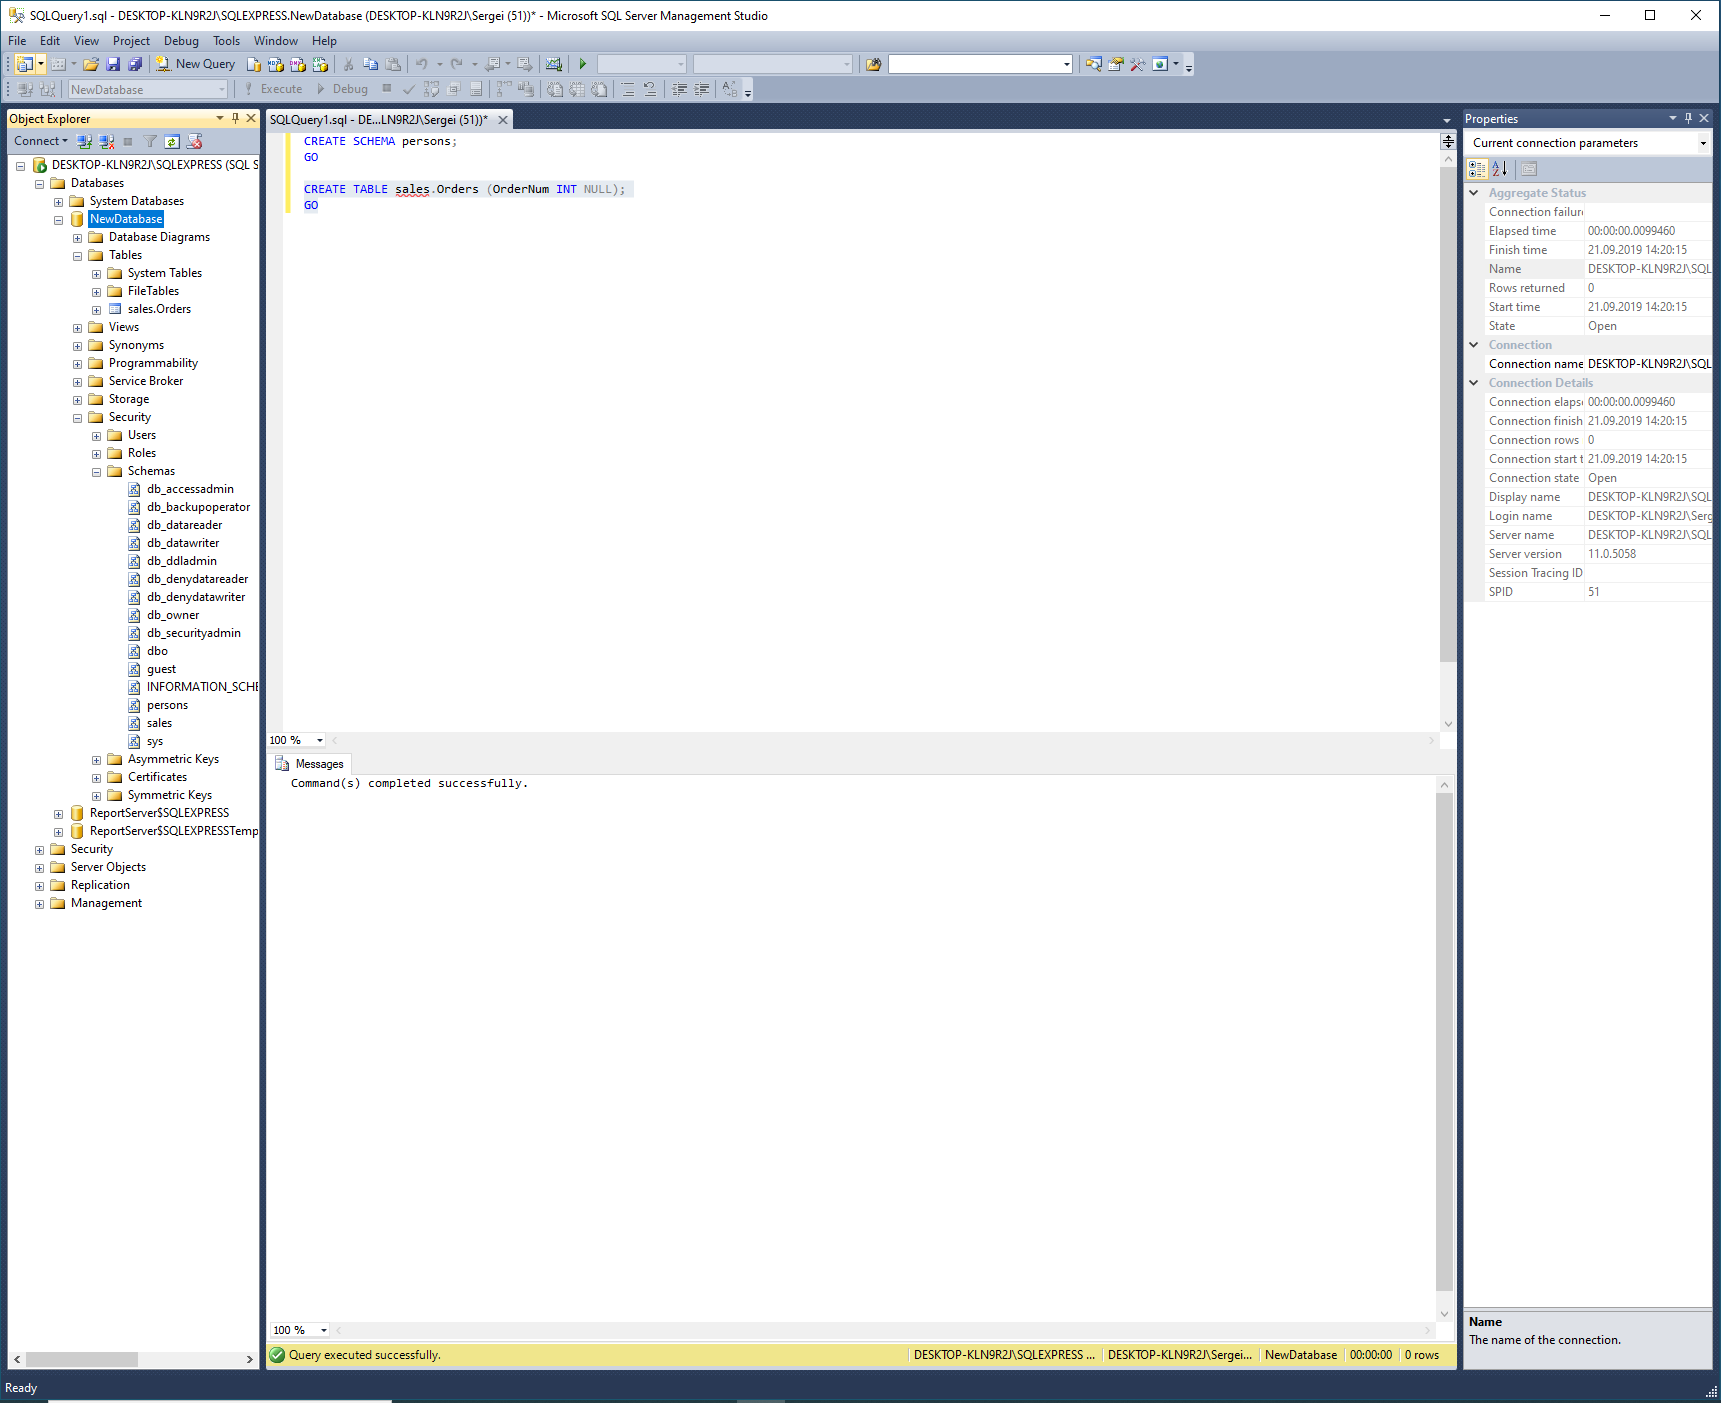 SQLQuery1.sql - DESKTOP-KLN9R2J\SQLEXPRESS.NewDatabase (DESKTOP-KLN9R2J\Sergei (51))* - Microsoft SQL Server Management Studio
File Edit View Project Debug Tools Window Help
New Query
NewDatabase Execute Debug
Object Explorer
Connect
DESKTOP-KLN9R2J\SQLEXPRESS (SQL S
Databases
System Databases
NewDatabase
Database Diagrams
Tables
System Tables
FileTables
sales.Orders
Views
Synonyms
Programmability
Service Broker
Storage
Security
Users
Roles
Schemas
db_accessadmin
db_backupoperator
db_datareader
db_datawriter
db_ddladmin
db_denydatareader
db_denydatawriter
db_owner
db_securityadmin
dbo
guest
INFORMATION_SCHE
persons
sales
sys
Asymmetric Keys
Certificates
Symmetric Keys
ReportServer$SQLEXPRESS
ReportServer$SQLEXPRESSTemp
Security
Server Objects
Replication
Management
SQLQuery1.sql - DE...LN9R2J\Sergei (51))*
CREATE SCHEMA persons;
GO
CREATE TABLE sales.Orders (OrderNum INT NULL);
GO
100 %
Messages
Command(s) completed successfully.
100 %
Query executed successfully. DESKTOP-KLN9R2J\SQLEXPRESS ... DESKTOP-KLN9R2J\Sergei... NewDatabase 00:00:00 0 rows
Properties
Current connection parameters
Aggregate Status
Connection failure
Elapsed time 00:00:00.0099460
Finish time 21.09.2019 14:20:15
Name DESKTOP-KLN9R2J\SQL
Rows returned 0
Start time 21.09.2019 14:20:15
State Open
Connection
Connection name DESKTOP-KLN9R2J\SQL
Connection Details
Connection elapse 00:00:00.0099460
Connection finish 21.09.2019 14:20:15
Connection rows 0
Connection start t 21.09.2019 14:20:15
Connection state Open
Display name DESKTOP-KLN9R2J\SQL
Login name DESKTOP-KLN9R2J\Serg
Server name DESKTOP-KLN9R2J\SQL
Server version 11.0.5058
Session Tracing ID
SPID 51
Name
The name of the connection.
Ready